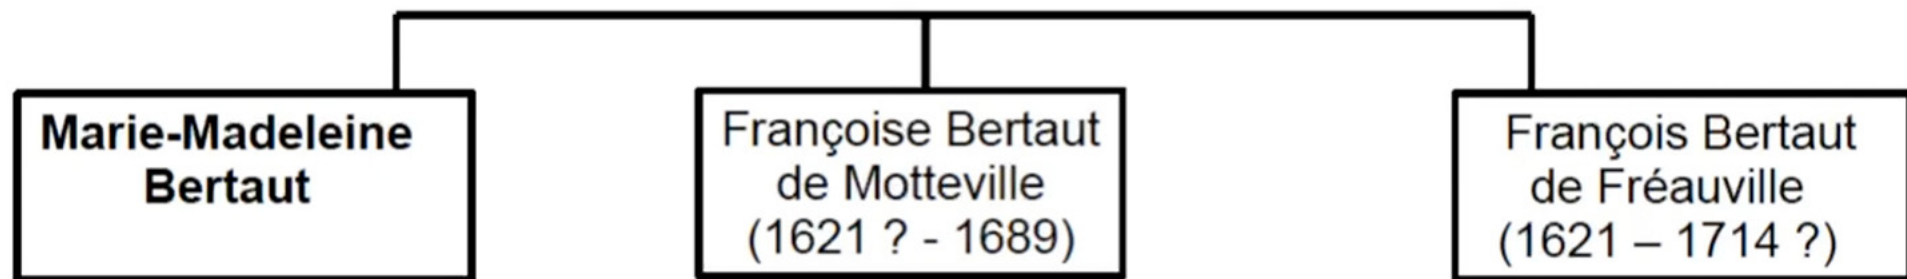 Marie-Madeleine
Bertaut
Françoise Bertaut
de Motteville
(1621 ? - 1689)
François Bertaut
de Fréauville
(1621 – 1714 ?)